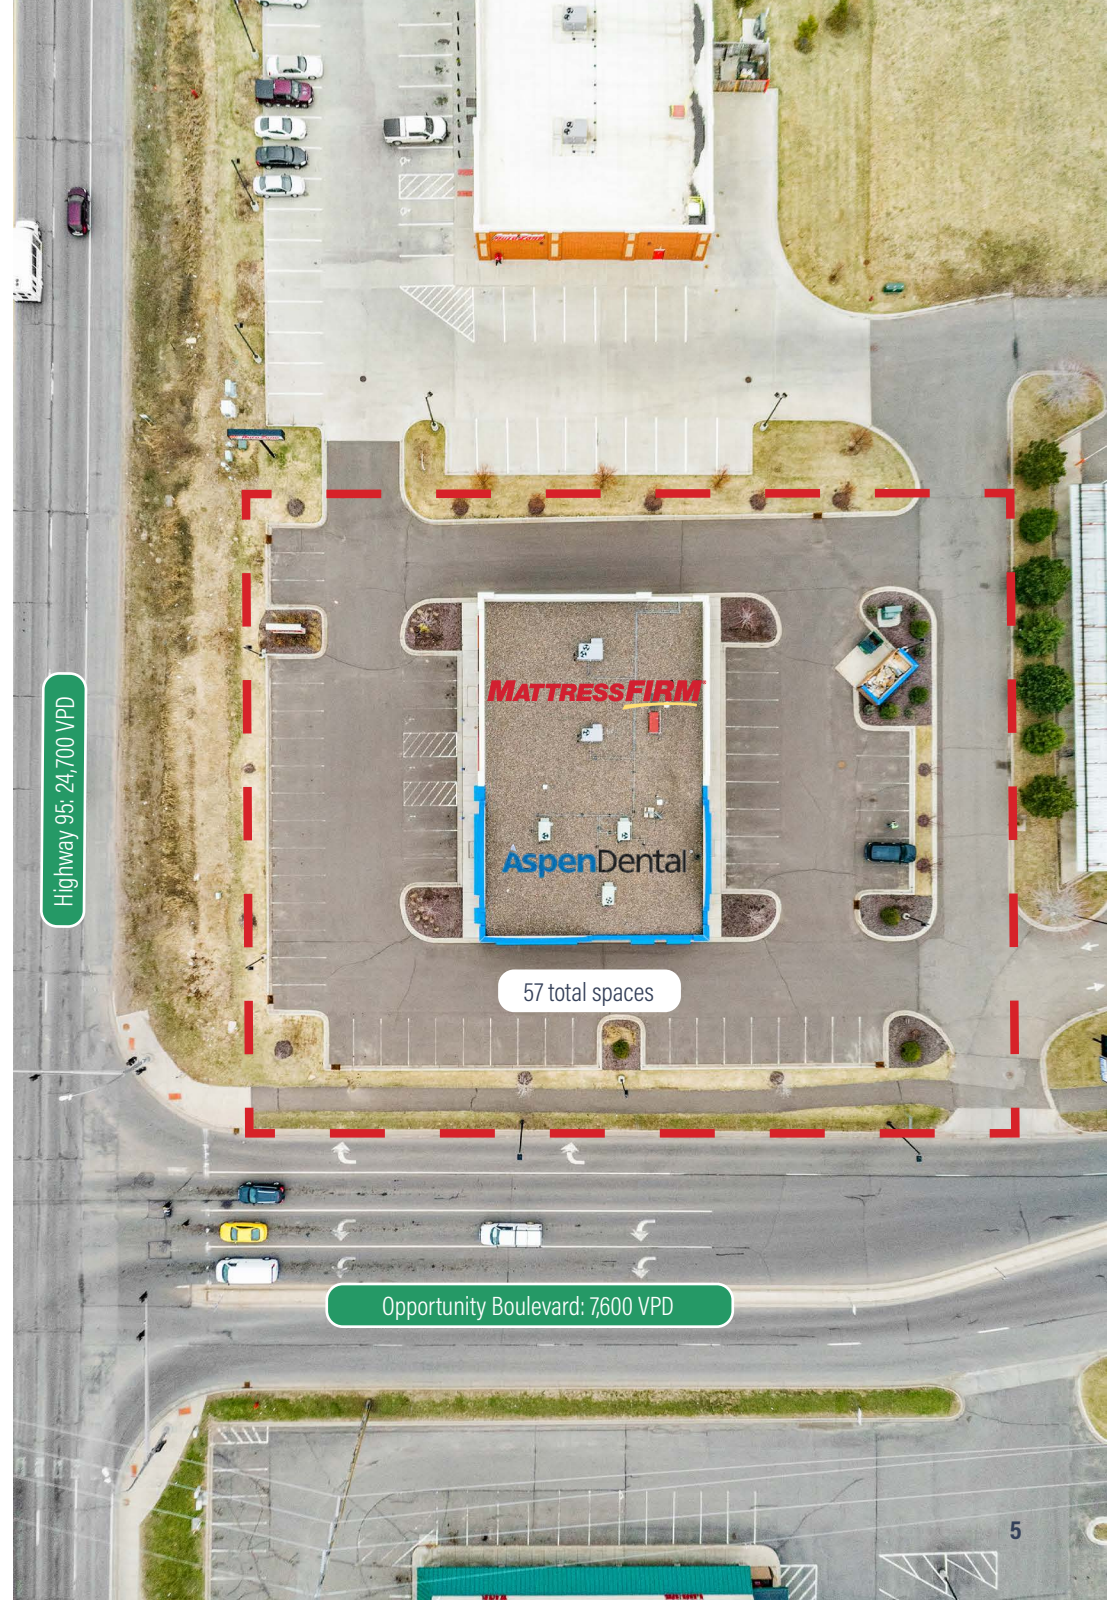 MATTRESSFIRM
Highway 95: 24,700 VPD
AspenDental
57 total spaces
Opportunity Boulevard: 7,600 VPD
5